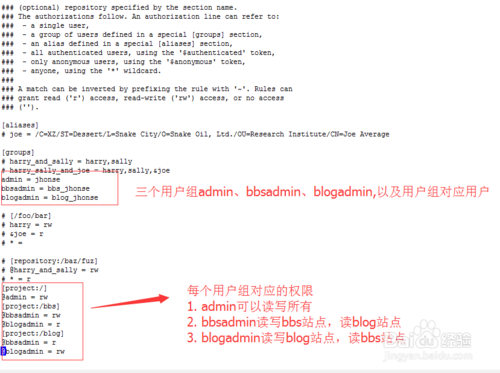 ### (optional) repository specified by the section name.
### The authorizations follow. An authorization line can refer to:
###  - a single user,
###  - a group of users defined in a special [groups] section,
###  - an alias defined in a special [aliases] section,
###  - all authenticated users, using the '$authenticated' token,
###  - only anonymous users, using the '$anonymous' token,
###  - anyone, using the '*' wildcard.
###
### A match can be inverted by prefixing the rule with '~'. Rules can
### grant read ('r') access, read-write ('rw') access, or no access
### ('').
[aliases]
# joe = /C=XZ/ST=Dessert/L=Snake City/O=Snake Oil, Ltd./OU=Research Institute/CN=Joe Average
[groups]
# harry_and_sally = harry,sally
# harry_sally_and_joe = harry,sally,&joe
admin = jhonse
bbsadmin = bbs_jhonse
blogadmin = blog_jhonse
三个用户组admin、bbsadmin、blogadmin,以及用户组对应用户
# [/foo/bar]
# harry = rw
# &joe = r
# * =
# [repository:/baz/fuz]
# @harry_and_sally = rw
# * = r
[project:/]
@admin = rw
[project:/bbs]
@bbsadmin = rw
@blogadmin = r
[project:/blog]
@bbsadmin = r
@blogadmin = rw
每个用户组对应的权限
1. admin可以读写所有
2. bbsadmin读写bbs站点，读blog站点
3. blogadmin读写blog站点，读bbs站点
Baidu 经验
jingyan.baidu.com